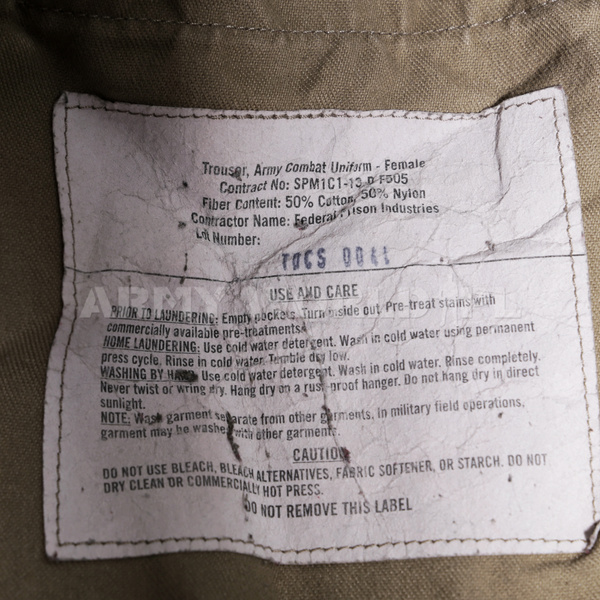 Trouser, Army Combat Uniform - Female
Contract No: SPM1C1-13-D-F505
Fiber Content: 50% Cotton, 50% Nylon
Contractor Name: Federal Prison Industries
Lot Number:
USE AND CARE
PRIOR TO LAUNDERING: Empty pockets. Turn inside out. Pre-treat stains with
commercially available pre-treatments.
HOME LAUNDERING: Use cold water detergent. Wash in cold water using permanent
press cycle. Rinse in cold water. Tumble dry low.
WASHING BY HAND: Use cold water detergent. Wash in cold water. Rinse completely.
Never twist or wring dry. Hang dry on a rust-proof hanger. Do not hang dry in direct
sunlight.
NOTE: Wash garment separate from other garments. In military field operations,
garment may be washed with other garments.
CAUTION
DO NOT USE BLEACH, BLEACH ALTERNATIVES, FABRIC SOFTENER, OR STARCH. DO NOT
DRY CLEAN OR COMMERCIALLY HOT PRESS.
DO NOT REMOVE THIS LABEL